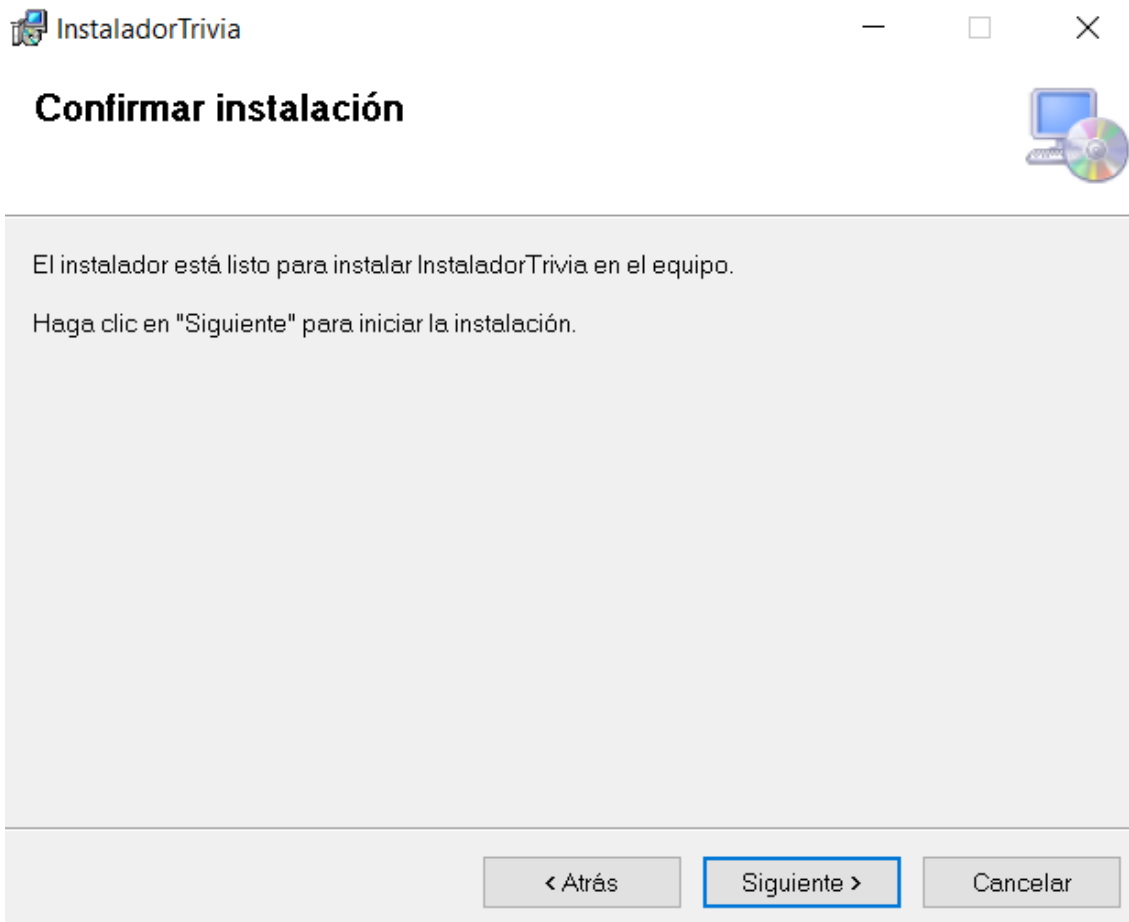 InstaladorTrivia
Confirmar instalación
El instalador está listo para instalar InstaladorTrivia en el equipo.
Haga clic en "Siguiente" para iniciar la instalación.
< Atrás
Siguiente >
Cancelar